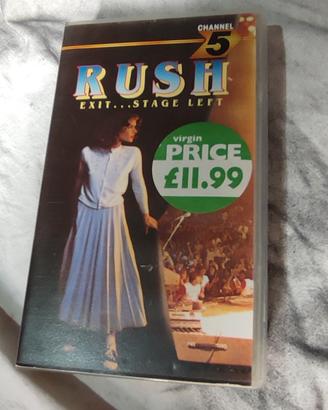 CHANNEL
5
RUSH
EXIT...STAGE LEFT
virgin
PRICE
£11.99